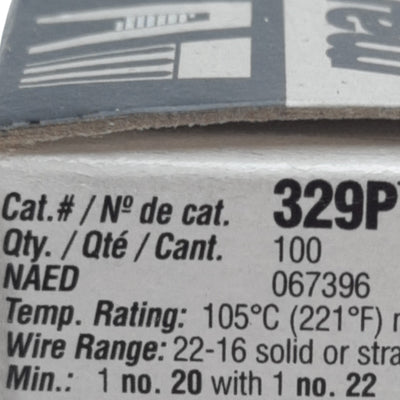 Cat.# / Nº de cat. 329P
Qty. / Qté / Cant. 100
NAED 067396
Temp. Rating: 105°C (221°F)
Wire Range: 22-16 solid or
Min.: 1 no. 20 with 1 no. 22